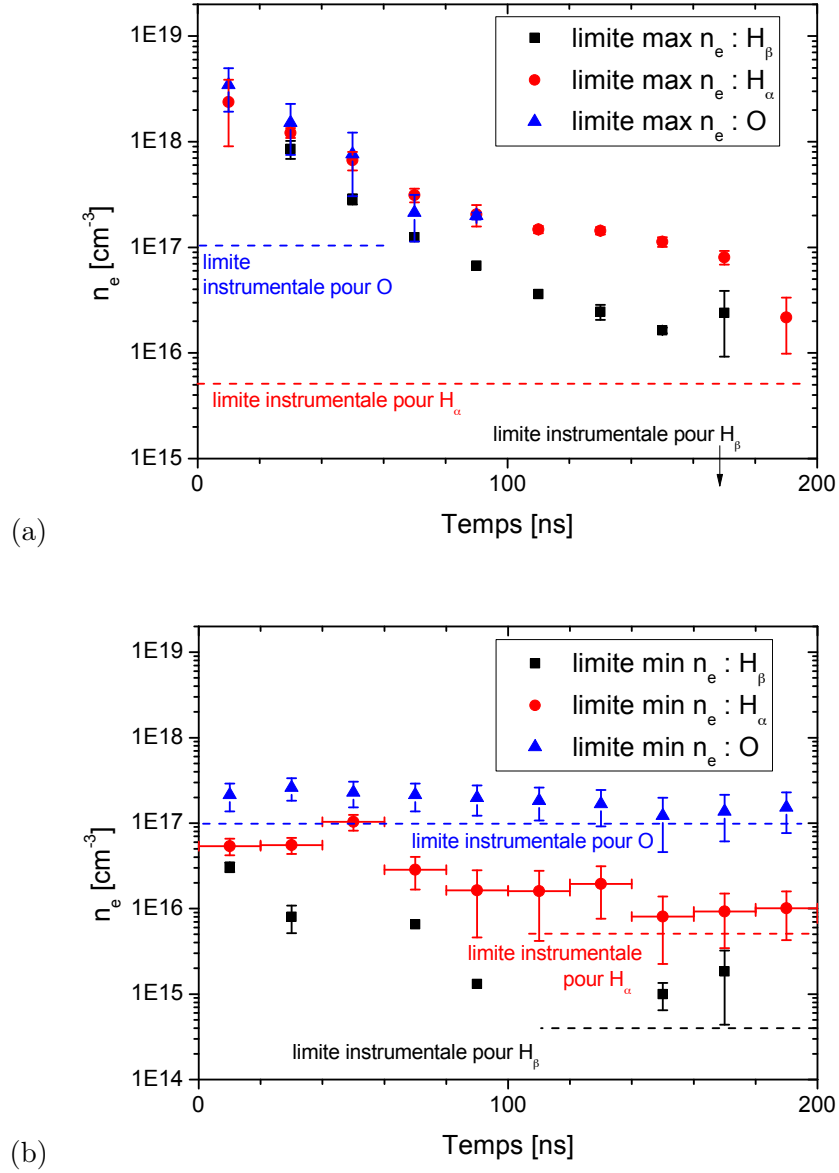 1E19
1E18
1E17
1E16
1E15
n_e [cm^-3]
limite max n_e : H_β
limite max n_e : H_α
limite max n_e : O
limite
instrumentale pour O
limite instrumentale pour H_α
limite instrumentale pour H_β
0
100
200
Temps [ns]
(a)
1E19
1E18
1E17
1E16
1E15
1E14
n_e [cm^-3]
limite min n_e : H_β
limite min n_e : H_α
limite min n_e : O
limite instrumentale pour O
limite instrumentale
pour H_α
limite instrumentale pour H_β
0
100
200
Temps [ns]
(b)